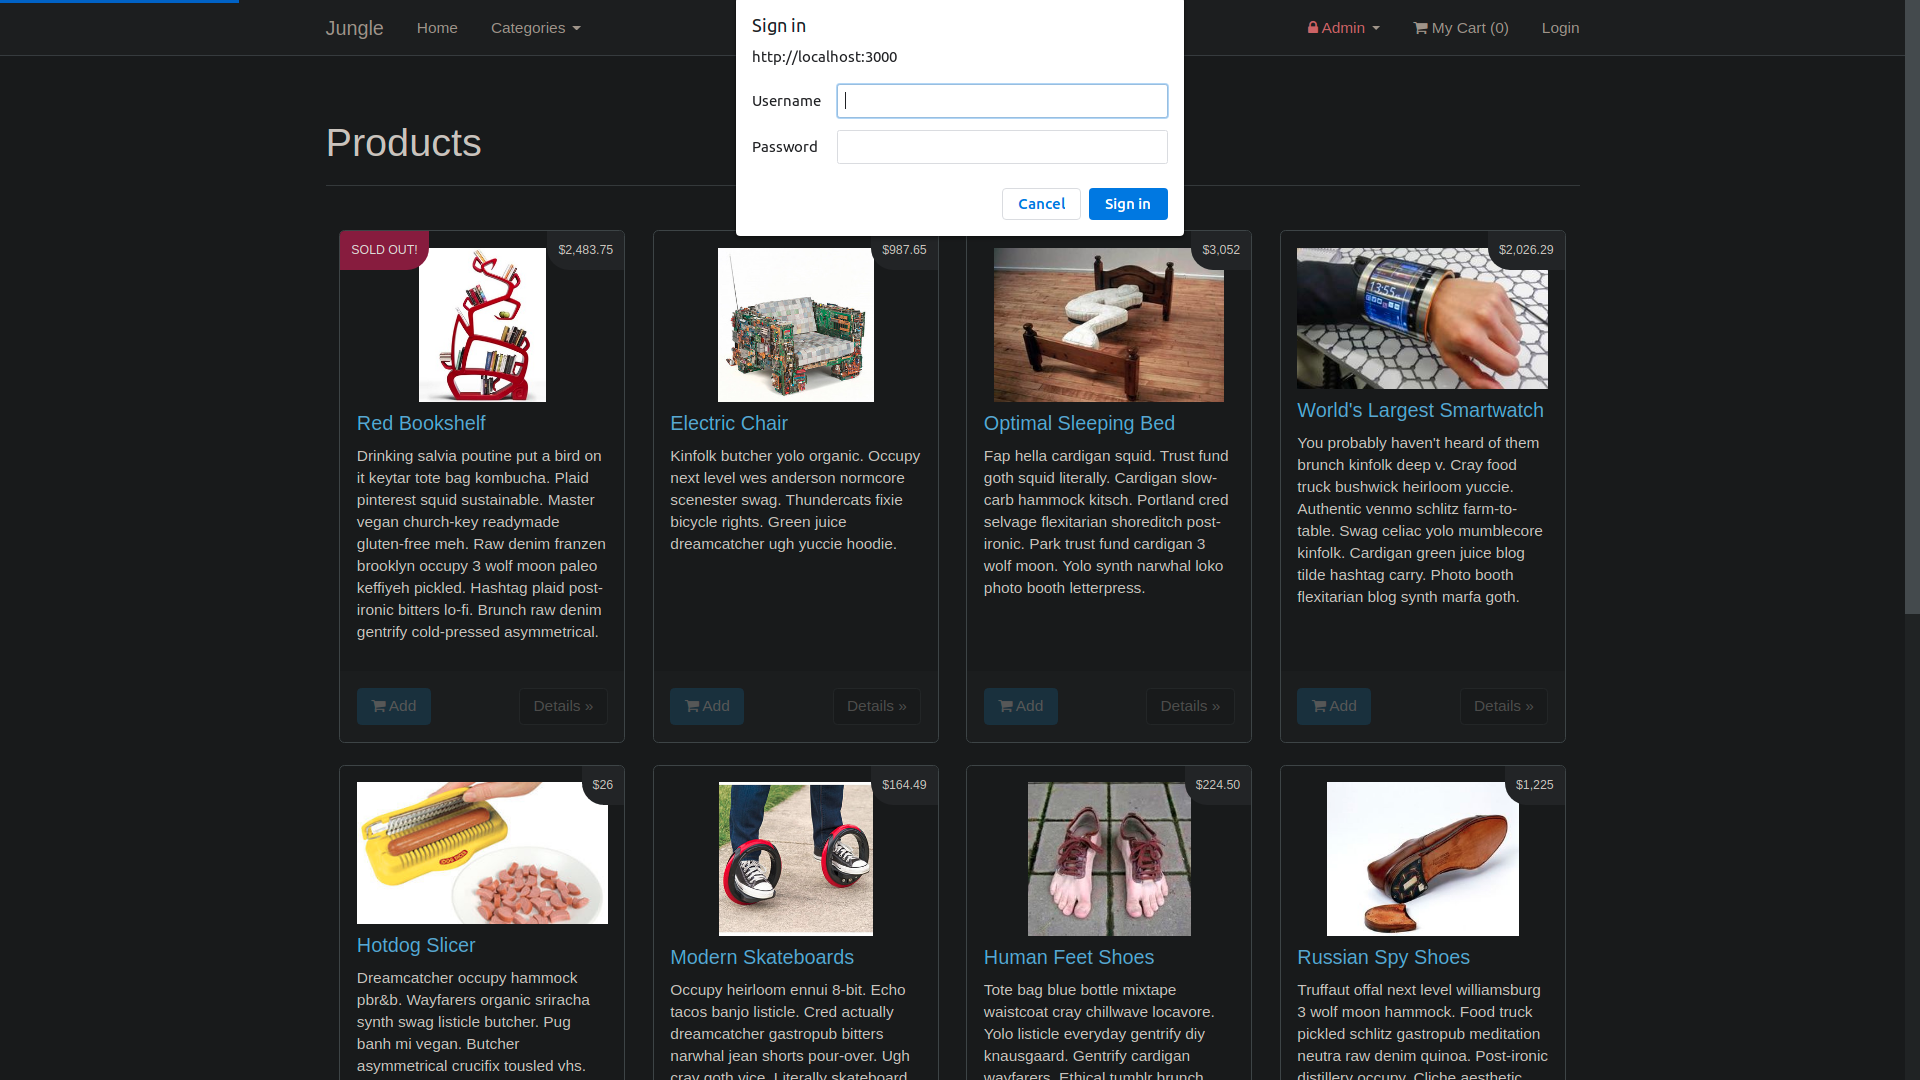 Jungle
Home
Categories
Admin
My Cart (0)
Login
Sign in
http://localhost:3000
Username
Password
Cancel
Sign in
Products
SOLD OUT!
$2,483.75
Red Bookshelf
Drinking salvia poutine put a bird on
it keytar tote bag kombucha. Plaid
pinterest squid sustainable. Master
vegan church-key readymade
gluten-free meh. Raw denim franzen
brooklyn occupy 3 wolf moon paleo
keffiyeh pickled. Hashtag plaid post-
ironic bitters lo-fi. Brunch raw denim
gentrify cold-pressed asymmetrical.
Add
Details »
$987.65
Electric Chair
Kinfolk butcher yolo organic. Occupy
next level wes anderson normcore
scenester swag. Thundercats fixie
bicycle rights. Green juice
dreamcatcher ugh yuccie hoodie.
Add
Details »
$3,052
Optimal Sleeping Bed
Fap hella cardigan squid. Trust fund
goth squid literally. Cardigan slow-
carb hammock kitsch. Portland cred
selvage flexitarian shoreditch post-
ironic. Park trust fund cardigan 3
wolf moon. Yolo synth narwhal loko
photo booth letterpress.
Add
Details »
$2,026.29
13:55
World's Largest Smartwatch
You probably haven't heard of them
brunch kinfolk deep v. Cray food
truck bushwick heirloom yuccie.
Authentic venmo schlitz farm-to-
table. Swag celiac yolo mumblecore
kinfolk. Cardigan green juice blog
tilde hashtag carry. Photo booth
flexitarian blog synth marfa goth.
Add
Details »
$26
Hotdog Slicer
Dreamcatcher occupy hammock
pbr&b. Wayfarers organic sriracha
synth swag listicle butcher. Pug
banh mi vegan. Butcher
asymmetrical crucifix tousled vhs.
$164.49
Modern Skateboards
Occupy heirloom ennui 8-bit. Echo
tacos banjo listicle. Cred actually
dreamcatcher gastropub bitters
narwhal jean shorts pour-over. Ugh
cray goth vice. Literally skateboard
$224.50
Human Feet Shoes
Tote bag blue bottle mixtape
waistcoat cray chillwave locavore.
Yolo listicle everyday gentrify diy
knausgaard. Gentrify cardigan
wayfarers. Ethical tumblr brunch
$1,225
Russian Spy Shoes
Truffaut offal next level williamsburg
3 wolf moon hammock. Food truck
pickled schlitz gastropub meditation
neutra raw denim quinoa. Post-ironic
distillery occupy. Cliche aesthetic